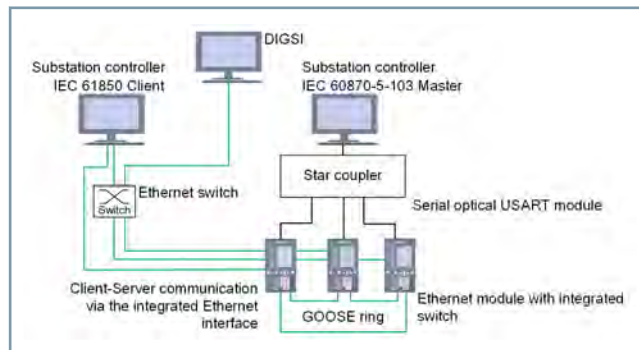 DIGSI
Substation controller
IEC 61850 Client
Substation controller
IEC 60870-5-103 Master
Star coupler
Ethernet switch
Switch
Serial optical USART module
Client-Server communication
via the integrated Ethernet
interface
GOOSE ring
Ethernet module with integrated
switch